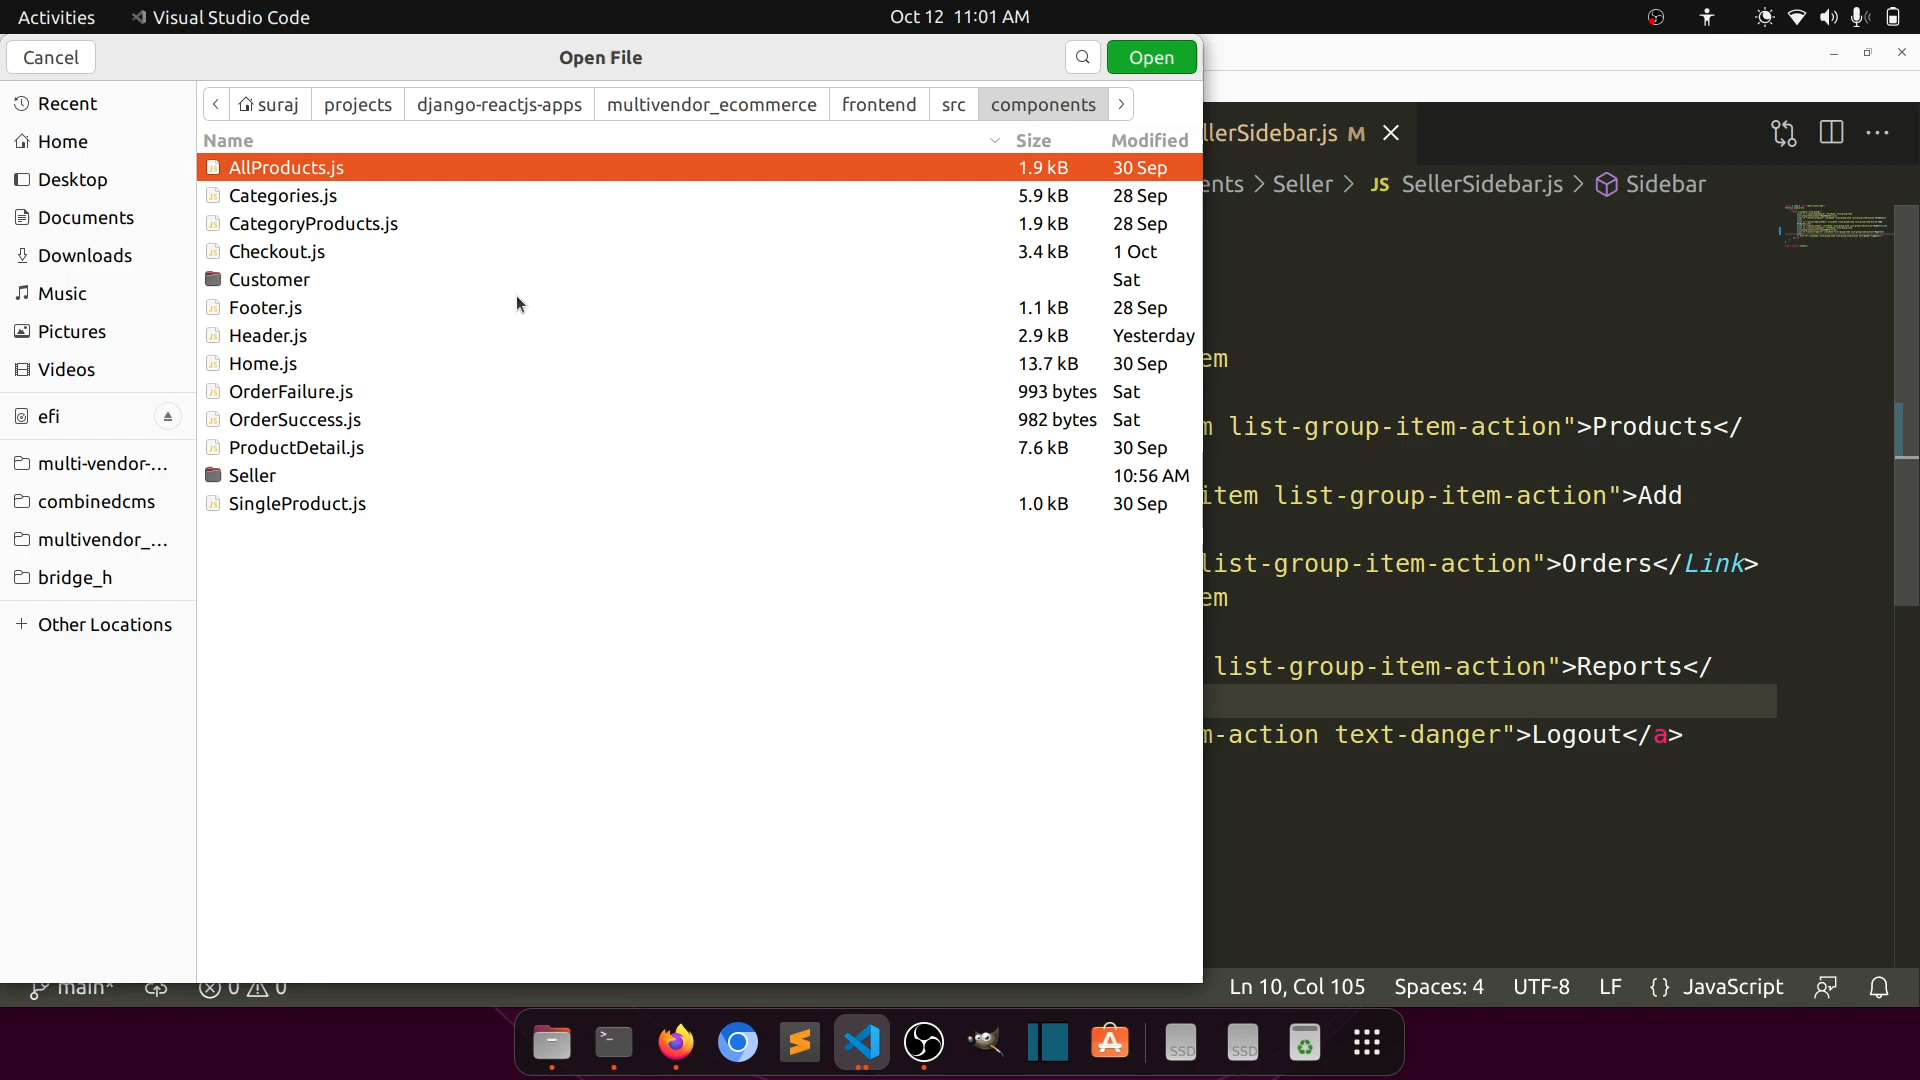 Activities Visual Studio Code Oct 12 11:01 AM
Cancel Open File Open
suraj projects django-reactjs-apps multivendor_ecommerce frontend src components
Name Size Modified
Recent
Home
Desktop
Documents
Downloads
Music
Pictures
Videos
efi
multi-vendor-...
combinedcms
multivendor_...
bridge_h
+ Other Locations
AllProducts.js 1.9 kB 30 Sep
Categories.js 5.9 kB 28 Sep
CategoryProducts.js 1.9 kB 28 Sep
Checkout.js 3.4 kB 1 Oct
Customer Sat
Footer.js 1.1 kB 28 Sep
Header.js 2.9 kB Yesterday
Home.js 13.7 kB 30 Sep
OrderFailure.js 993 bytes Sat
OrderSuccess.js 982 bytes Sat
ProductDetail.js 7.6 kB 30 Sep
Seller 10:56 AM
SingleProduct.js 1.0 kB 30 Sep
llerSidebar.js M
ents > Seller > JS SellerSidebar.js > Sidebar
em
list-group-item-action">Products</
item list-group-item-action">Add
list-group-item-action">Orders</Link>
em
list-group-item-action">Reports</
m-action text-danger">Logout</a>
main* 0 0 Ln 10, Col 105 Spaces: 4 UTF-8 LF {} JavaScript
SSD SSD